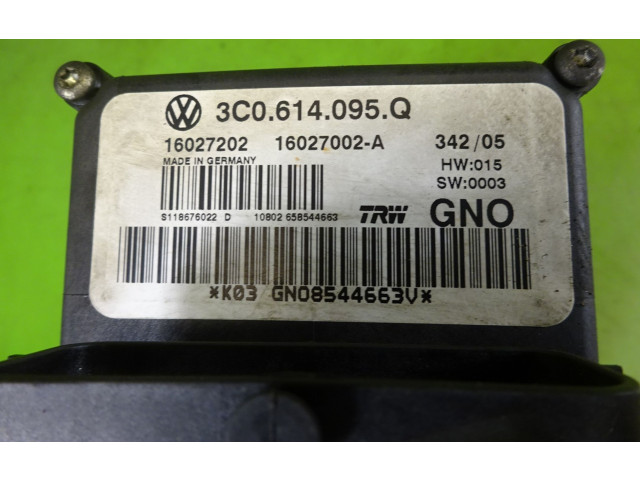 3C0.614.095.Q
16027202 16027002-A 342/05
MADE IN GERMANY HW:015
SW:0003
S118676022 D 10802 658544663 TRW GNO
*K03 GNO8544663V*